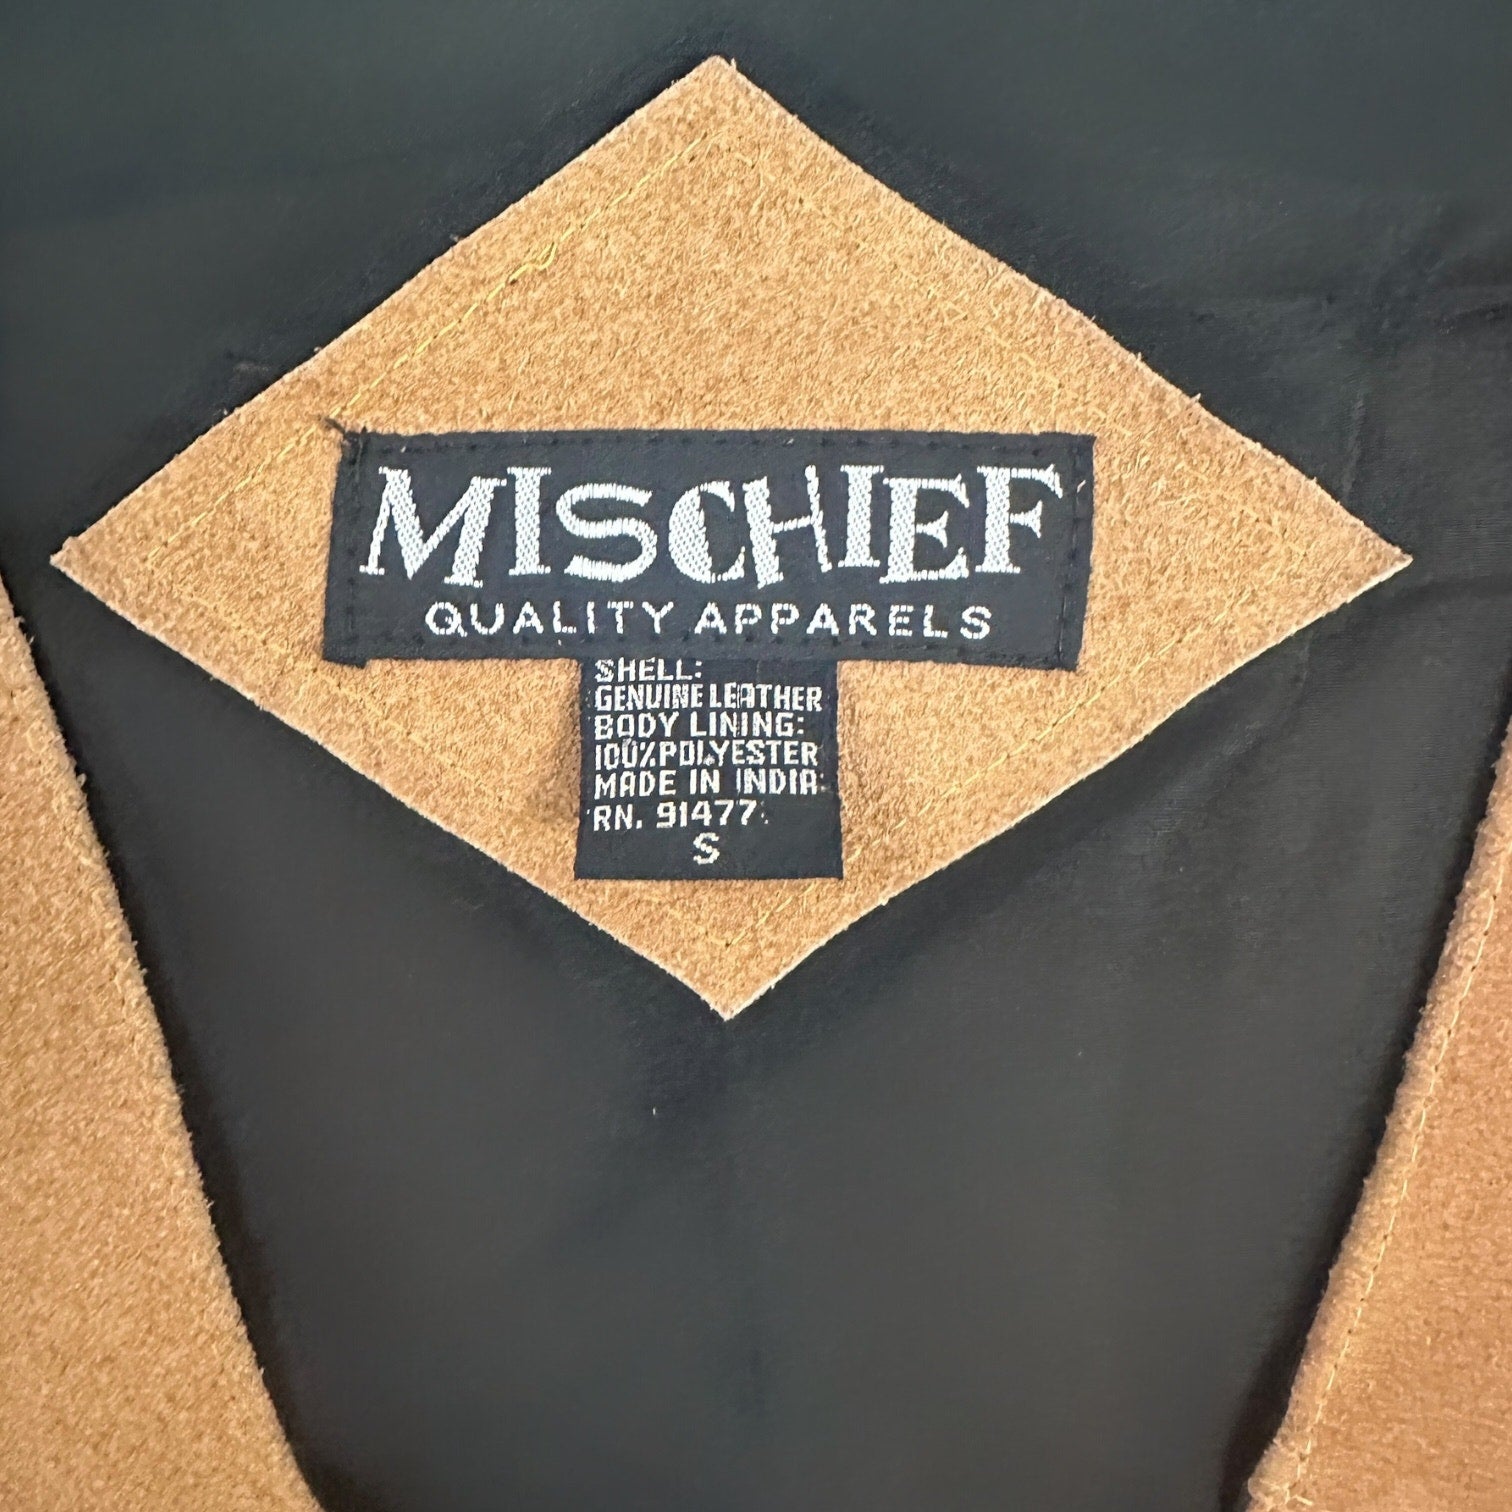 MISCHIEF
QUALITY APPARELS
SHELL:
GENUINE LEATHER
BODY LINING:
100%POLYESTER
MADE IN INDIA
RN. 91477
S